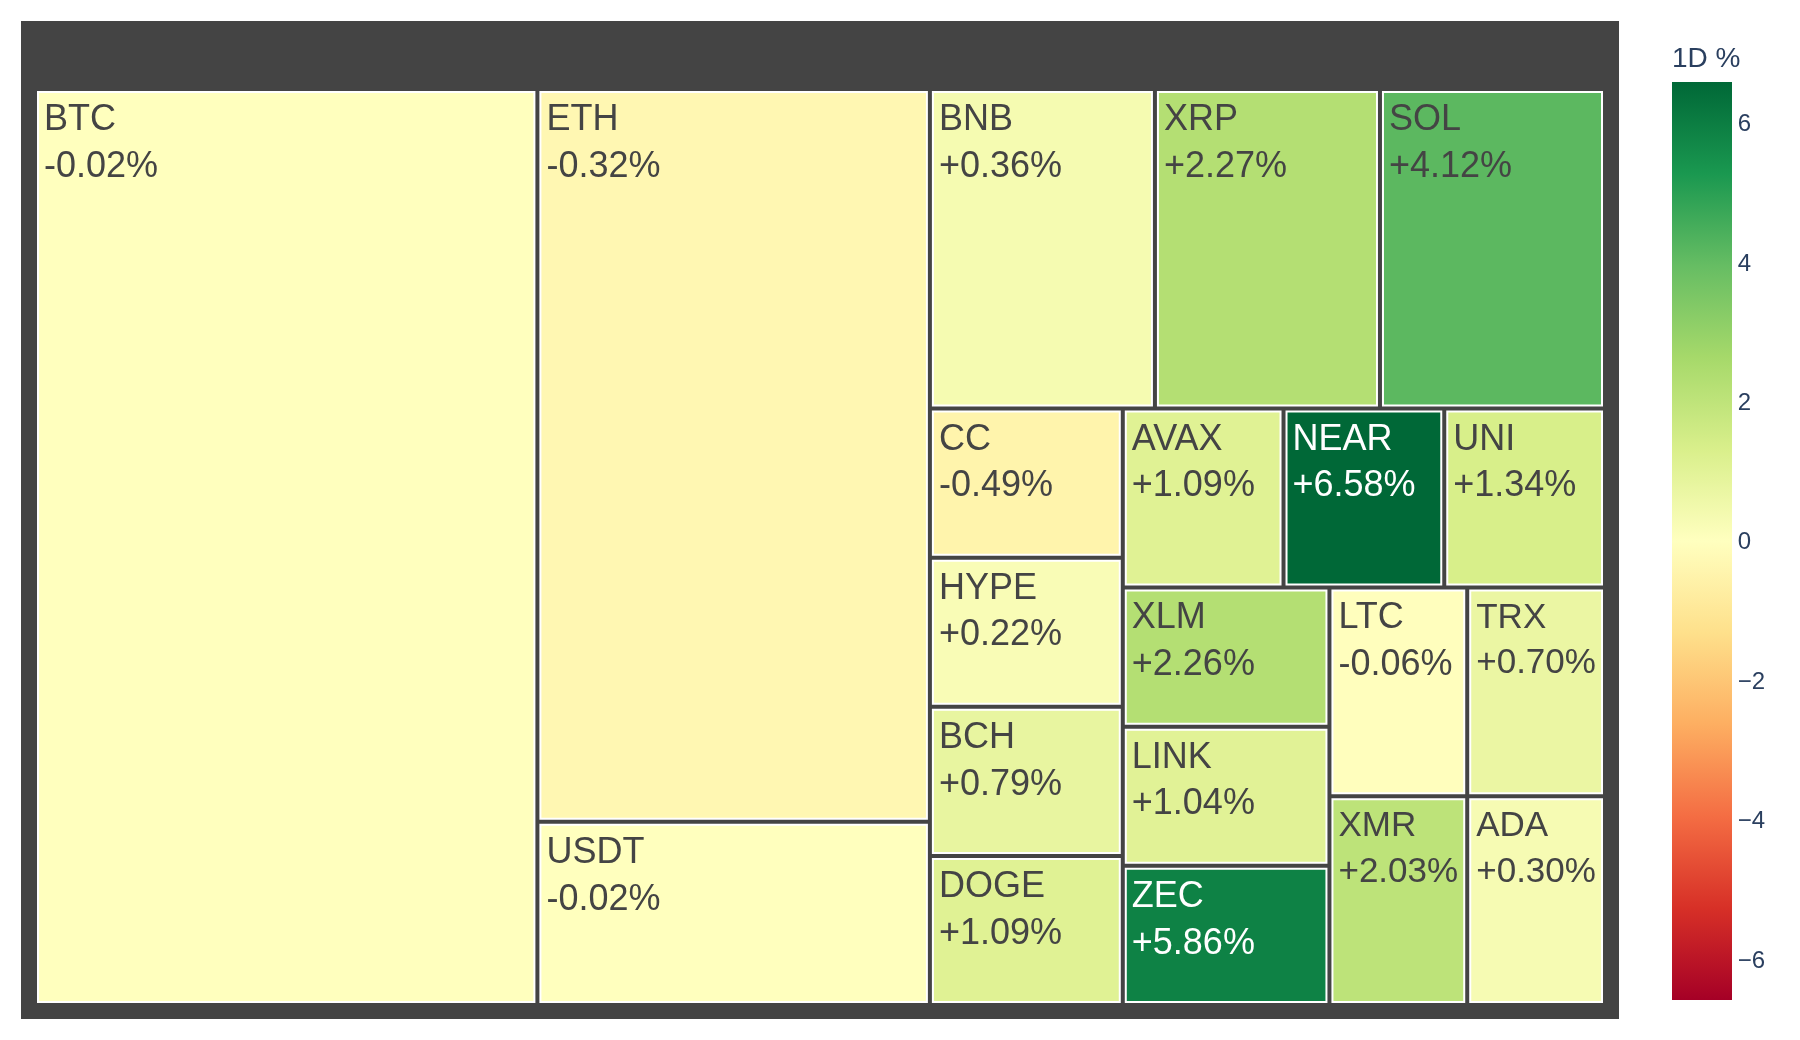 BTC
-0.02%
ETH
-0.32%
USDT
-0.02%
BNB
+0.36%
XRP
+2.27%
SOL
+4.12%
CC
-0.49%
HYPE
+0.22%
BCH
+0.79%
DOGE
+1.09%
AVAX
+1.09%
NEAR
+6.58%
UNI
+1.34%
XLM
+2.26%
LINK
+1.04%
ZEC
+5.86%
LTC
-0.06%
TRX
+0.70%
XMR
+2.03%
ADA
+0.30%
1D %
6
4
2
0
−2
−4
−6